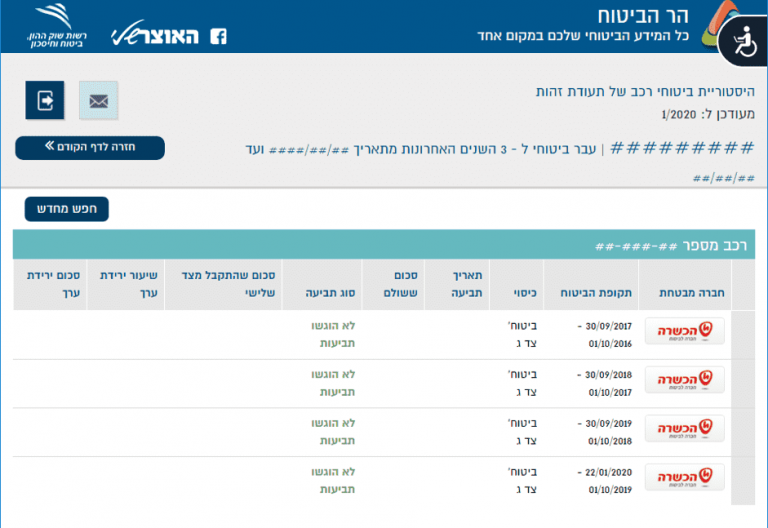 הר הביטוח
כל המידע הביטוחי שלכם במקום אחד
האוצר שלי
רשות שוק ההון,
ביטוח וחיסכון
היסטוריית ביטוחי רכב של תעודת זהות
מעודכן ל: 1/2020
######### | עבר ביטוחי ל - 3 השנים האחרונות מתאריך ##/##/#### ועד
##/##/##
חזרה לדף הקודם »
חפש מחדש
רכב מספר ##-###-##
חברה מבטחת תקופת הביטוח כיסוי תאריך תביעה סכום ששולם סוג תביעה סכום שהתקבל מצד שלישי שיעור ירידת ערך סכום ירידת ערך
הכשרה חברה לביטוח 30/09/2017 - 01/10/2016 ביטוח' צד ג לא הוגשו תביעות
הכשרה חברה לביטוח 30/09/2018 - 01/10/2017 ביטוח' צד ג לא הוגשו תביעות
הכשרה חברה לביטוח 30/09/2019 - 01/10/2018 ביטוח' צד ג לא הוגשו תביעות
הכשרה חברה לביטוח 22/01/2020 - 01/10/2019 ביטוח' צד ג לא הוגשו תביעות